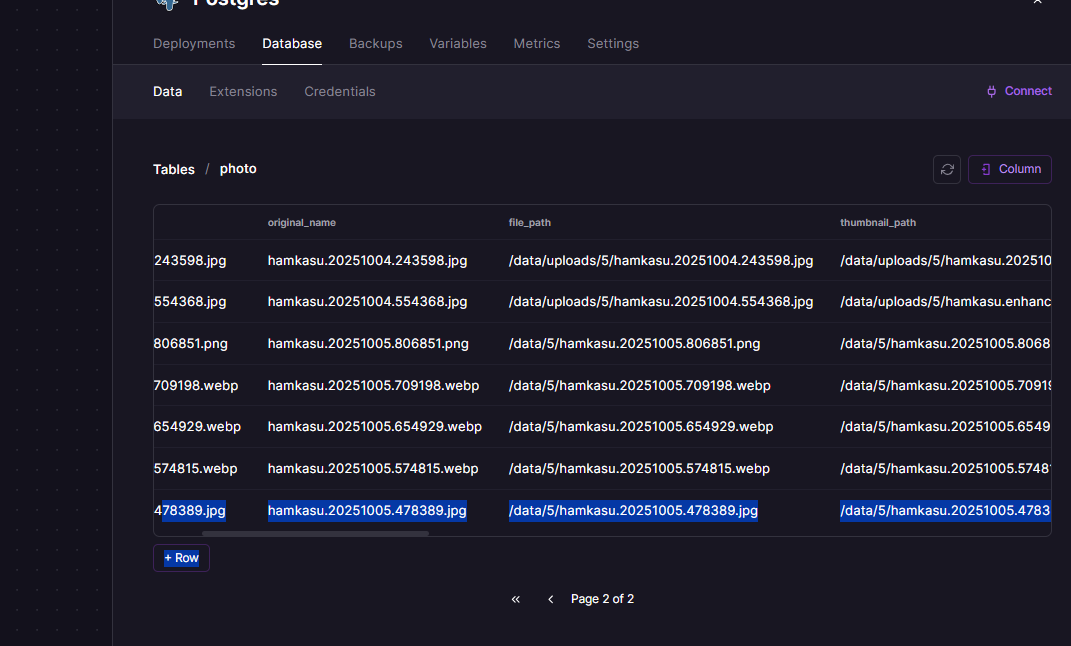 Postgres
Deployments Database Backups Variables Metrics Settings
Data Extensions Credentials Connect
Tables / photo Column
original_name file_path thumbnail_path
243598.jpg hamkasu.20251004.243598.jpg /data/uploads/5/hamkasu.20251004.243598.jpg /data/uploads/5/hamkasu.202510
554368.jpg hamkasu.20251004.554368.jpg /data/uploads/5/hamkasu.20251004.554368.jpg /data/uploads/5/hamkasu.enhanc
806851.png hamkasu.20251005.806851.png /data/5/hamkasu.20251005.806851.png /data/5/hamkasu.20251005.8068
709198.webp hamkasu.20251005.709198.webp /data/5/hamkasu.20251005.709198.webp /data/5/hamkasu.20251005.70919
654929.webp hamkasu.20251005.654929.webp /data/5/hamkasu.20251005.654929.webp /data/5/hamkasu.20251005.6549
574815.webp hamkasu.20251005.574815.webp /data/5/hamkasu.20251005.574815.webp /data/5/hamkasu.20251005.5748
478389.jpg hamkasu.20251005.478389.jpg /data/5/hamkasu.20251005.478389.jpg /data/5/hamkasu.20251005.4783
+ Row
« ‹ Page 2 of 2